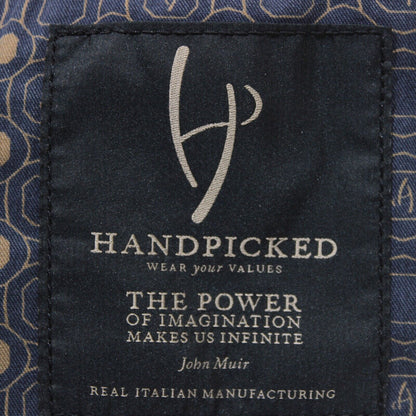 HANDPICKED
WEAR your VALUES
THE POWER
OF IMAGINATION
MAKES US INFINITE
John Muir
REAL ITALIAN MANUFACTURING